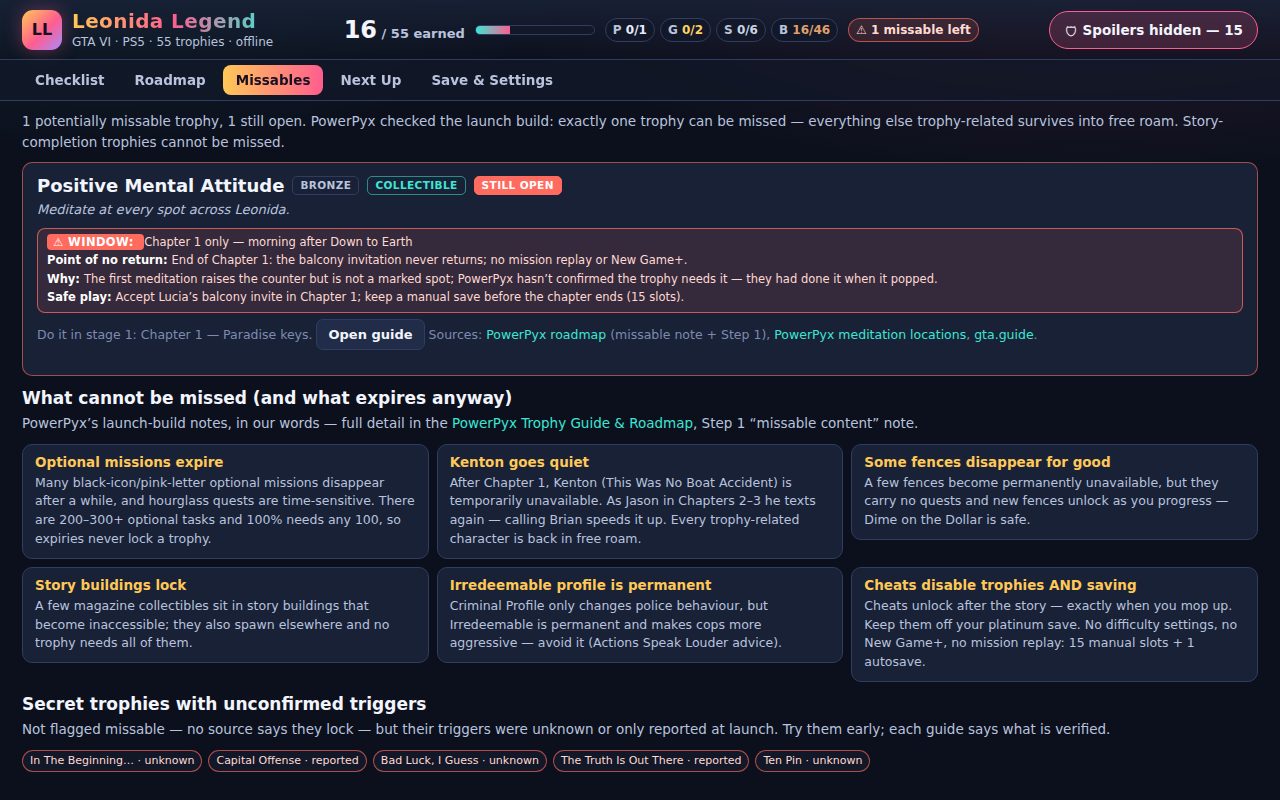 LL
Leonida Legend
GTA VI · PS5 · 55 trophies · offline
16 / 55 earned
P 0/1
G 0/2
S 0/6
B 16/46
⚠ 1 missable left
Spoilers hidden — 15
Checklist
Roadmap
Missables
Next Up
Save & Settings
1 potentially missable trophy, 1 still open. PowerPyx checked the launch build: exactly one trophy can be missed — everything else trophy-related survives into free roam. Story-
completion trophies cannot be missed.
Positive Mental Attitude
BRONZE
COLLECTIBLE
STILL OPEN
Meditate at every spot across Leonida.
⚠ WINDOW: Chapter 1 only — morning after Down to Earth
Point of no return: End of Chapter 1: the balcony invitation never returns; no mission replay or New Game+.
Why: The first meditation raises the counter but is not a marked spot; PowerPyx hasn’t confirmed the trophy needs it — they had done it when it popped.
Safe play: Accept Lucia’s balcony invite in Chapter 1; keep a manual save before the chapter ends (15 slots).
Do it in stage 1: Chapter 1 — Paradise keys. Open guide Sources: PowerPyx roadmap (missable note + Step 1), PowerPyx meditation locations, gta.guide.
What cannot be missed (and what expires anyway)
PowerPyx’s launch-build notes, in our words — full detail in the PowerPyx Trophy Guide & Roadmap, Step 1 “missable content” note.
Optional missions expire
Many black-icon/pink-letter optional missions disappear
after a while, and hourglass quests are time-sensitive. There
are 200–300+ optional tasks and 100% needs any 100, so
expiries never lock a trophy.
Kenton goes quiet
After Chapter 1, Kenton (This Was No Boat Accident) is
temporarily unavailable. As Jason in Chapters 2–3 he texts
again — calling Brian speeds it up. Every trophy-related
character is back in free roam.
Some fences disappear for good
A few fences become permanently unavailable, but they
carry no quests and new fences unlock as you progress —
Dime on the Dollar is safe.
Story buildings lock
A few magazine collectibles sit in story buildings that
become inaccessible; they also spawn elsewhere and no
trophy needs all of them.
Irredeemable profile is permanent
Criminal Profile only changes police behaviour, but
Irredeemable is permanent and makes cops more
aggressive — avoid it (Actions Speak Louder advice).
Cheats disable trophies AND saving
Cheats unlock after the story — exactly when you mop up.
Keep them off your platinum save. No difficulty settings, no
New Game+, no mission replay: 15 manual slots + 1
autosave.
Secret trophies with unconfirmed triggers
Not flagged missable — no source says they lock — but their triggers were unknown or only reported at launch. Try them early; each guide says what is verified.
In The Beginning… · unknown
Capital Offense · reported
Bad Luck, I Guess · unknown
The Truth Is Out There · reported
Ten Pin · unknown